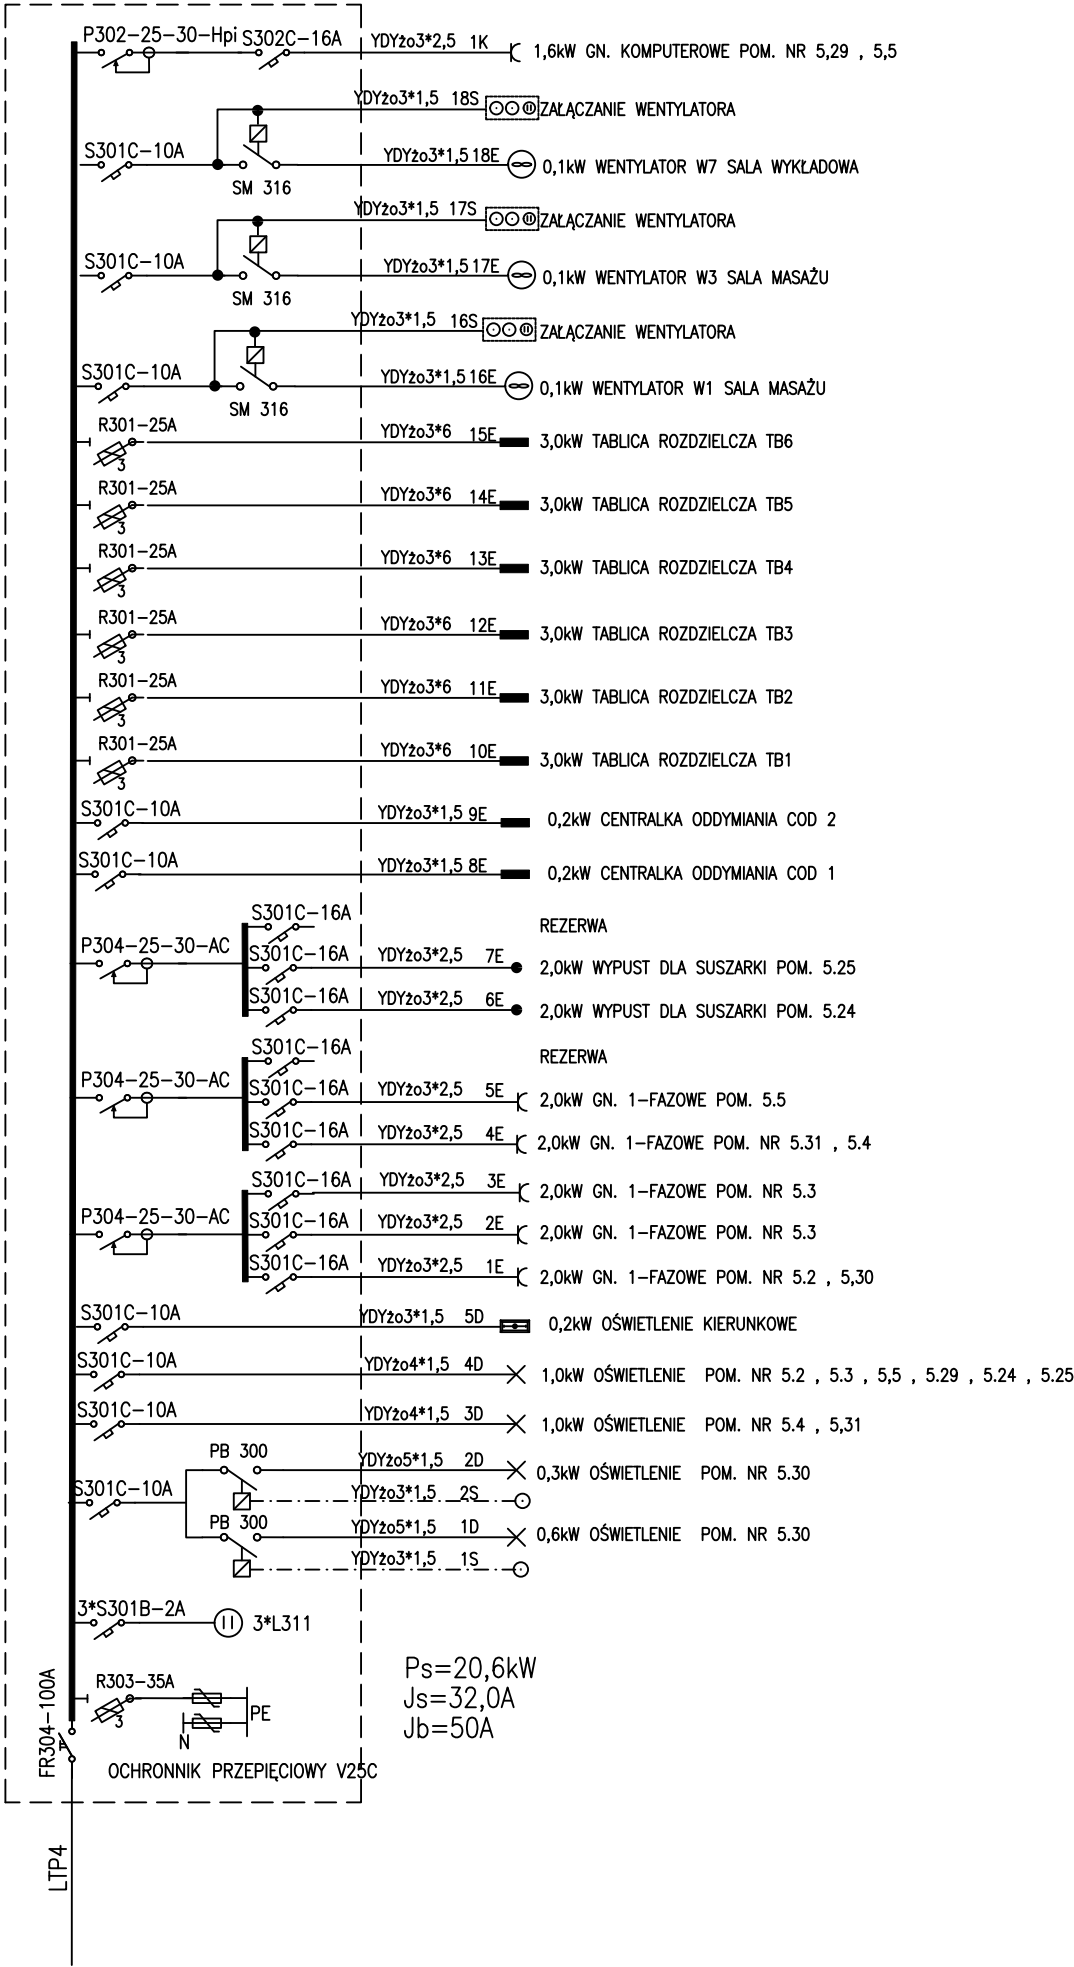 P302-25-30-Hpi S302C-16A YDYżo3*2,5 1K 1,6kW GN. KOMPUTEROWE POM. NR 5,29 , 5,5
YDYżo3*1,5 18S ZAŁĄCZANIE WENTYLATORA
S301C-10A YDYżo3*1,5 18E 0,1kW WENTYLATOR W7 SALA WYKŁADOWA
SM 316
YDYżo3*1,5 17S ZAŁĄCZANIE WENTYLATORA
S301C-10A YDYżo3*1,5 17E 0,1kW WENTYLATOR W3 SALA MASAŻU
SM 316
YDYżo3*1,5 16S ZAŁĄCZANIE WENTYLATORA
S301C-10A YDYżo3*1,5 16E 0,1kW WENTYLATOR W1 SALA MASAŻU
SM 316
R301-25A YDYżo3*6 15E 3,0kW TABLICA ROZDZIELCZA TB6
3
R301-25A YDYżo3*6 14E 3,0kW TABLICA ROZDZIELCZA TB5
3
R301-25A YDYżo3*6 13E 3,0kW TABLICA ROZDZIELCZA TB4
3
R301-25A YDYżo3*6 12E 3,0kW TABLICA ROZDZIELCZA TB3
3
R301-25A YDYżo3*6 11E 3,0kW TABLICA ROZDZIELCZA TB2
3
R301-25A YDYżo3*6 10E 3,0kW TABLICA ROZDZIELCZA TB1
3
S301C-10A YDYżo3*1,5 9E 0,2kW CENTRALKA ODDYMIANIA COD 2
S301C-10A YDYżo3*1,5 8E 0,2kW CENTRALKA ODDYMIANIA COD 1
S301C-16A REZERWA
P304-25-30-AC S301C-16A YDYżo3*2,5 7E 2,0kW WYPUST DLA SUSZARKI POM. 5.25
S301C-16A YDYżo3*2,5 6E 2,0kW WYPUST DLA SUSZARKI POM. 5.24
S301C-16A REZERWA
P304-25-30-AC S301C-16A YDYżo3*2,5 5E 2,0kW GN. 1-FAZOWE POM. 5.5
S301C-16A YDYżo3*2,5 4E 2,0kW GN. 1-FAZOWE POM. NR 5.31 , 5.4
S301C-16A YDYżo3*2,5 3E 2,0kW GN. 1-FAZOWE POM. NR 5.3
P304-25-30-AC S301C-16A YDYżo3*2,5 2E 2,0kW GN. 1-FAZOWE POM. NR 5.3
S301C-16A YDYżo3*2,5 1E 2,0kW GN. 1-FAZOWE POM. NR 5.2 , 5,30
S301C-10A YDYżo3*1,5 5D 0,2kW OŚWIETLENIE KIERUNKOWE
S301C-10A YDYżo4*1,5 4D 1,0kW OŚWIETLENIE POM. NR 5.2 , 5.3 , 5,5 , 5.29 , 5.24 , 5.25
S301C-10A YDYżo4*1,5 3D 1,0kW OŚWIETLENIE POM. NR 5.4 , 5,31
PB 300 YDYżo5*1,5 2D 0,3kW OŚWIETLENIE POM. NR 5.30
S301C-10A YDYżo3*1,5 2S
PB 300 YDYżo5*1,5 1D 0,6kW OŚWIETLENIE POM. NR 5.30
YDYżo3*1,5 1S
3*S301B-2A 3*L311
R303-35A
3
PE
N
Ps=20,6kW
Js=32,0A
Jb=50A
FR304-100A
OCHRONNIK PRZEPIĘCIOWY V25C
LTP4